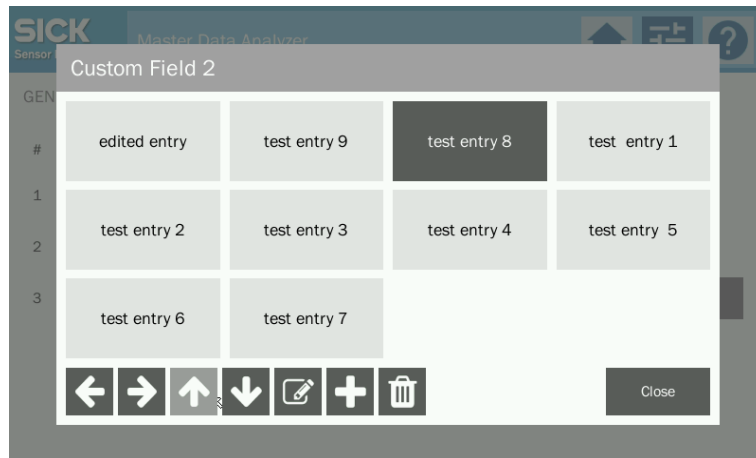 SICK
Sensor
Master Data Analyzer
?
Custom Field 2
GEN
#
edited entry
test entry 9
test entry 8
test  entry 1
1
test entry 2
test entry 3
test entry 4
test entry  5
2
3
test entry 6
test entry 7
Close